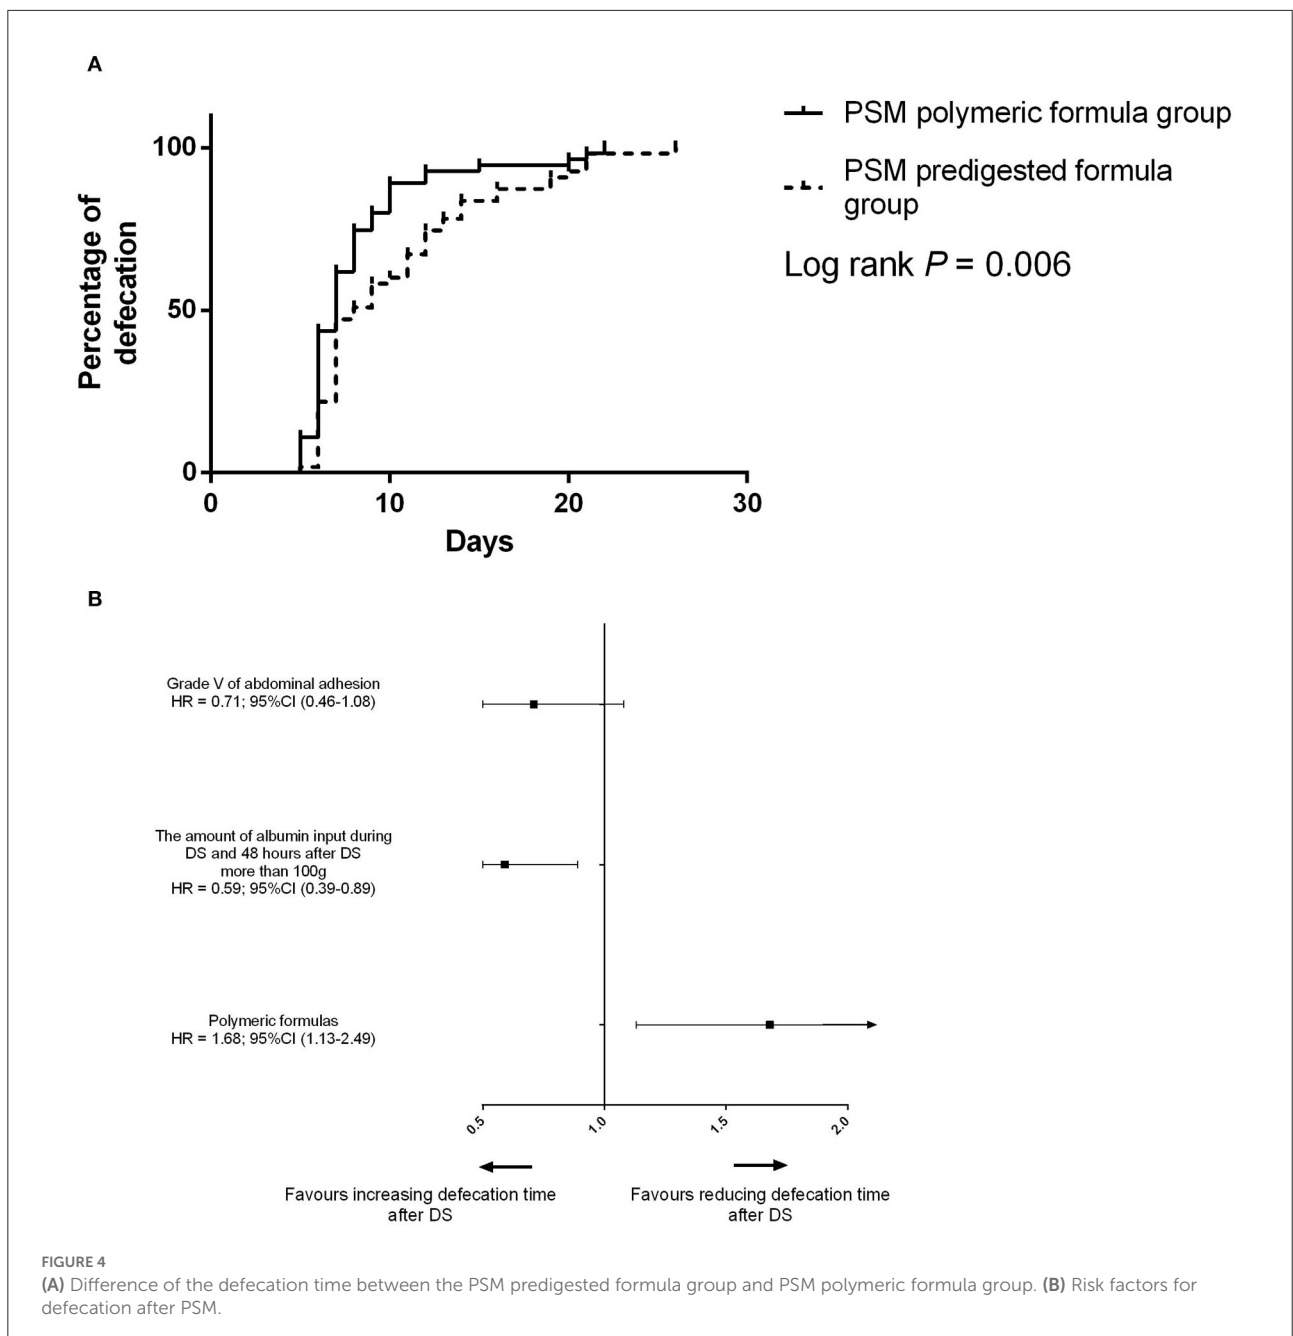 A
PSM polymeric formula group
PSM predigested formula
group
Log rank P = 0.006
Percentage of
defecation
100
50
0
0
10
20
30
Days
B
Grade V of abdominal adhesion
HR = 0.71; 95%CI (0.46-1.08)
The amount of albumin input during
DS and 48 hours after DS
more than 100g
HR = 0.59; 95%CI (0.39-0.89)
Polymeric formulas
HR = 1.68; 95%CI (1.13-2.49)
0.5
1.0
1.5
2.0
Favours increasing defecation time
after DS
Favours reducing defecation time
after DS
FIGURE 4
(A) Difference of the defecation time between the PSM predigested formula group and PSM polymeric formula group. (B) Risk factors for
defecation after PSM.